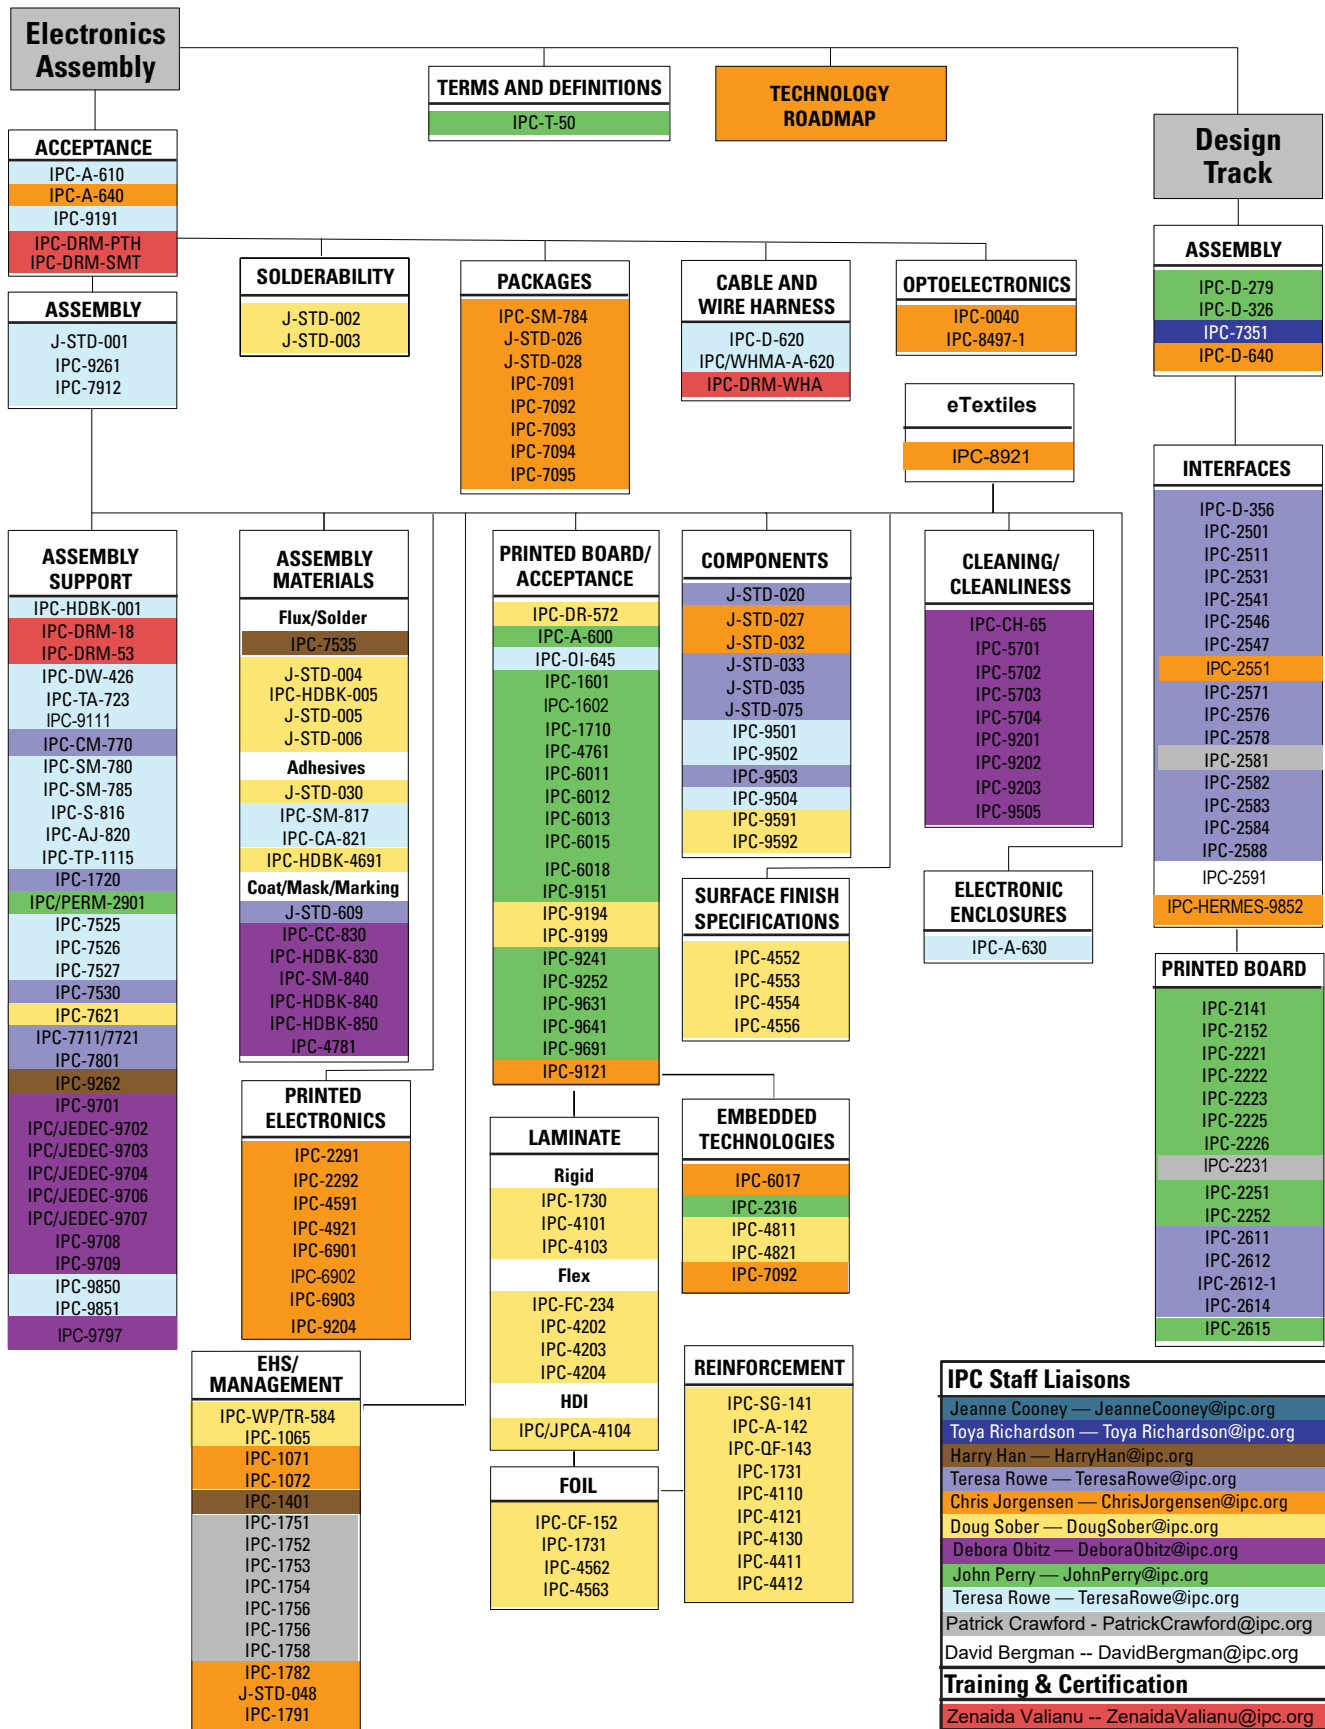 Electronics
Assembly
TERMS AND DEFINITIONS
IPC-T-50
TECHNOLOGY
ROADMAP
Design
Track
ACCEPTANCE
IPC-A-610
IPC-A-640
IPC-9191
IPC-DRM-PTH
IPC-DRM-SMT
ASSEMBLY
J-STD-001
IPC-9261
IPC-7912
SOLDERABILITY
J-STD-002
J-STD-003
PACKAGES
IPC-SM-784
J-STD-026
J-STD-028
IPC-7091
IPC-7092
IPC-7093
IPC-7094
IPC-7095
CABLE AND
WIRE HARNESS
IPC-D-620
IPC/WHMA-A-620
IPC-DRM-WHA
OPTOELECTRONICS
IPC-0040
IPC-8497-1
eTextiles
IPC-8921
ASSEMBLY
IPC-D-279
IPC-D-326
IPC-7351
IPC-D-640
INTERFACES
IPC-D-356
IPC-2501
IPC-2511
IPC-2531
IPC-2541
IPC-2546
IPC-2547
IPC-2551
IPC-2571
IPC-2576
IPC-2578
IPC-2581
IPC-2582
IPC-2583
IPC-2584
IPC-2588
IPC-2591
IPC-HERMES-9852
PRINTED BOARD
IPC-2141
IPC-2152
IPC-2221
IPC-2222
IPC-2223
IPC-2225
IPC-2226
IPC-2231
IPC-2251
IPC-2252
IPC-2611
IPC-2612
IPC-2612-1
IPC-2614
IPC-2615
ASSEMBLY
SUPPORT
IPC-HDBK-001
IPC-DRM-18
IPC-DRM-53
IPC-DW-426
IPC-TA-723
IPC-9111
IPC-CM-770
IPC-SM-780
IPC-SM-785
IPC-S-816
IPC-AJ-820
IPC-TP-1115
IPC-1720
IPC/PERM-2901
IPC-7525
IPC-7526
IPC-7527
IPC-7530
IPC-7621
IPC-7711/7721
IPC-7801
IPC-9262
IPC-9701
IPC/JEDEC-9702
IPC/JEDEC-9703
IPC/JEDEC-9704
IPC/JEDEC-9706
IPC/JEDEC-9707
IPC-9708
IPC-9709
IPC-9850
IPC-9851
IPC-9797
ASSEMBLY
MATERIALS
Flux/Solder
IPC-7535
J-STD-004
IPC-HDBK-005
J-STD-005
J-STD-006
Adhesives
J-STD-030
IPC-SM-817
IPC-CA-821
IPC-HDBK-4691
Coat/Mask/Marking
J-STD-609
IPC-CC-830
IPC-HDBK-830
IPC-SM-840
IPC-HDBK-840
IPC-HDBK-850
IPC-4781
PRINTED
ELECTRONICS
IPC-2291
IPC-2292
IPC-4591
IPC-4921
IPC-6901
IPC-6902
IPC-6903
IPC-9204
EHS/
MANAGEMENT
IPC-WP/TR-584
IPC-1065
IPC-1071
IPC-1072
IPC-1401
IPC-1751
IPC-1752
IPC-1753
IPC-1754
IPC-1756
IPC-1756
IPC-1758
IPC-1782
J-STD-048
IPC-1791
PRINTED BOARD/
ACCEPTANCE
IPC-DR-572
IPC-A-600
IPC-OI-645
IPC-1601
IPC-1602
IPC-1710
IPC-4761
IPC-6011
IPC-6012
IPC-6013
IPC-6015
IPC-6018
IPC-9151
IPC-9194
IPC-9199
IPC-9241
IPC-9252
IPC-9631
IPC-9641
IPC-9691
IPC-9121
LAMINATE
Rigid
IPC-1730
IPC-4101
IPC-4103
Flex
IPC-FC-234
IPC-4202
IPC-4203
IPC-4204
HDI
IPC/JPCA-4104
FOIL
IPC-CF-152
IPC-1731
IPC-4562
IPC-4563
COMPONENTS
J-STD-020
J-STD-027
J-STD-032
J-STD-033
J-STD-035
J-STD-075
IPC-9501
IPC-9502
IPC-9503
IPC-9504
IPC-9591
IPC-9592
SURFACE FINISH
SPECIFICATIONS
IPC-4552
IPC-4553
IPC-4554
IPC-4556
EMBEDDED
TECHNOLOGIES
IPC-6017
IPC-2316
IPC-4811
IPC-4821
IPC-7092
REINFORCEMENT
IPC-SG-141
IPC-A-142
IPC-QF-143
IPC-1731
IPC-4110
IPC-4121
IPC-4130
IPC-4411
IPC-4412
CLEANING/
CLEANLINESS
IPC-CH-65
IPC-5701
IPC-5702
IPC-5703
IPC-5704
IPC-9201
IPC-9202
IPC-9203
IPC-9505
ELECTRONIC
ENCLOSURES
IPC-A-630
IPC Staff Liaisons
Jeanne Cooney — JeanneCooney@ipc.org
Toya Richardson — Toya Richardson@ipc.org
Harry Han — HarryHan@ipc.org
Teresa Rowe — TeresaRowe@ipc.org
Chris Jorgensen — ChrisJorgensen@ipc.org
Doug Sober — DougSober@ipc.org
Debora Obitz — DeboraObitz@ipc.org
John Perry — JohnPerry@ipc.org
Teresa Rowe — TeresaRowe@ipc.org
Patrick Crawford - PatrickCrawford@ipc.org
David Bergman -- DavidBergman@ipc.org
Training & Certification
Zenaida Valianu -- ZenaidaValianu@ipc.org